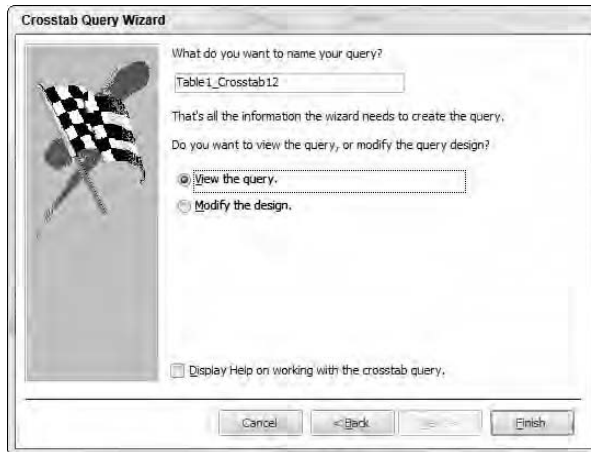 Crosstab Query Wizard
What do you want to name your query?
Table1_Crosstab12
That's all the information the wizard needs to create the query.
Do you want to view the query, or modify the query design?
View the query.
Modify the design.
Display Help on working with the crosstab query.
Cancel
< Back
Finish